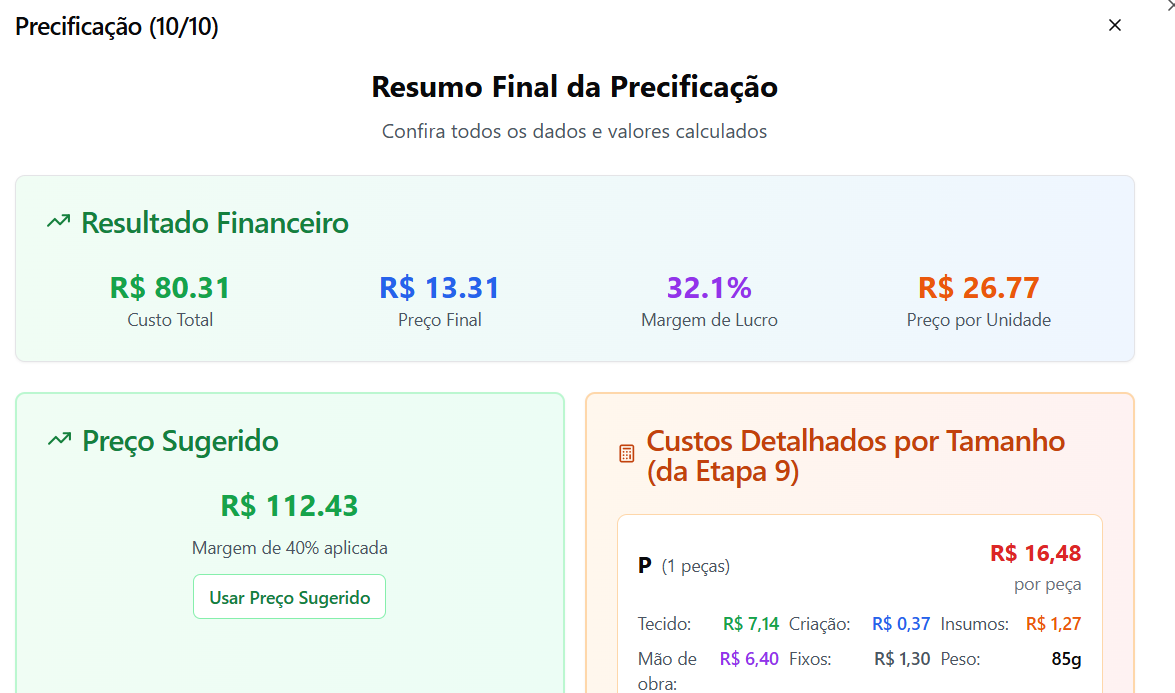 Precificação (10/10)
Resumo Final da Precificação
Confira todos os dados e valores calculados
Resultado Financeiro
R$ 80.31
Custo Total
R$ 13.31
Preço Final
32.1%
Margem de Lucro
R$ 26.77
Preço por Unidade
Preço Sugerido
R$ 112.43
Margem de 40% aplicada
Usar Preço Sugerido
Custos Detalhados por Tamanho
(da Etapa 9)
P (1 peças)
R$ 16,48
por peça
Tecido: R$ 7,14 Criação: R$ 0,37 Insumos: R$ 1,27
Mão de R$ 6,40 Fixos: R$ 1,30 Peso: 85g
obra: